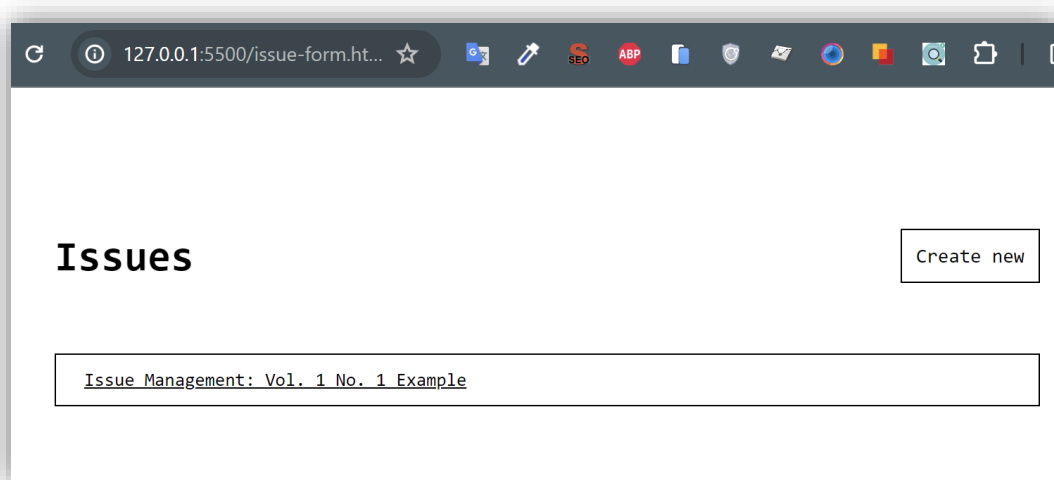 127.0.0.1:5500/issue-form.ht...
SEO
ABP
Issues
Create new
Issue Management: Vol. 1 No. 1 Example